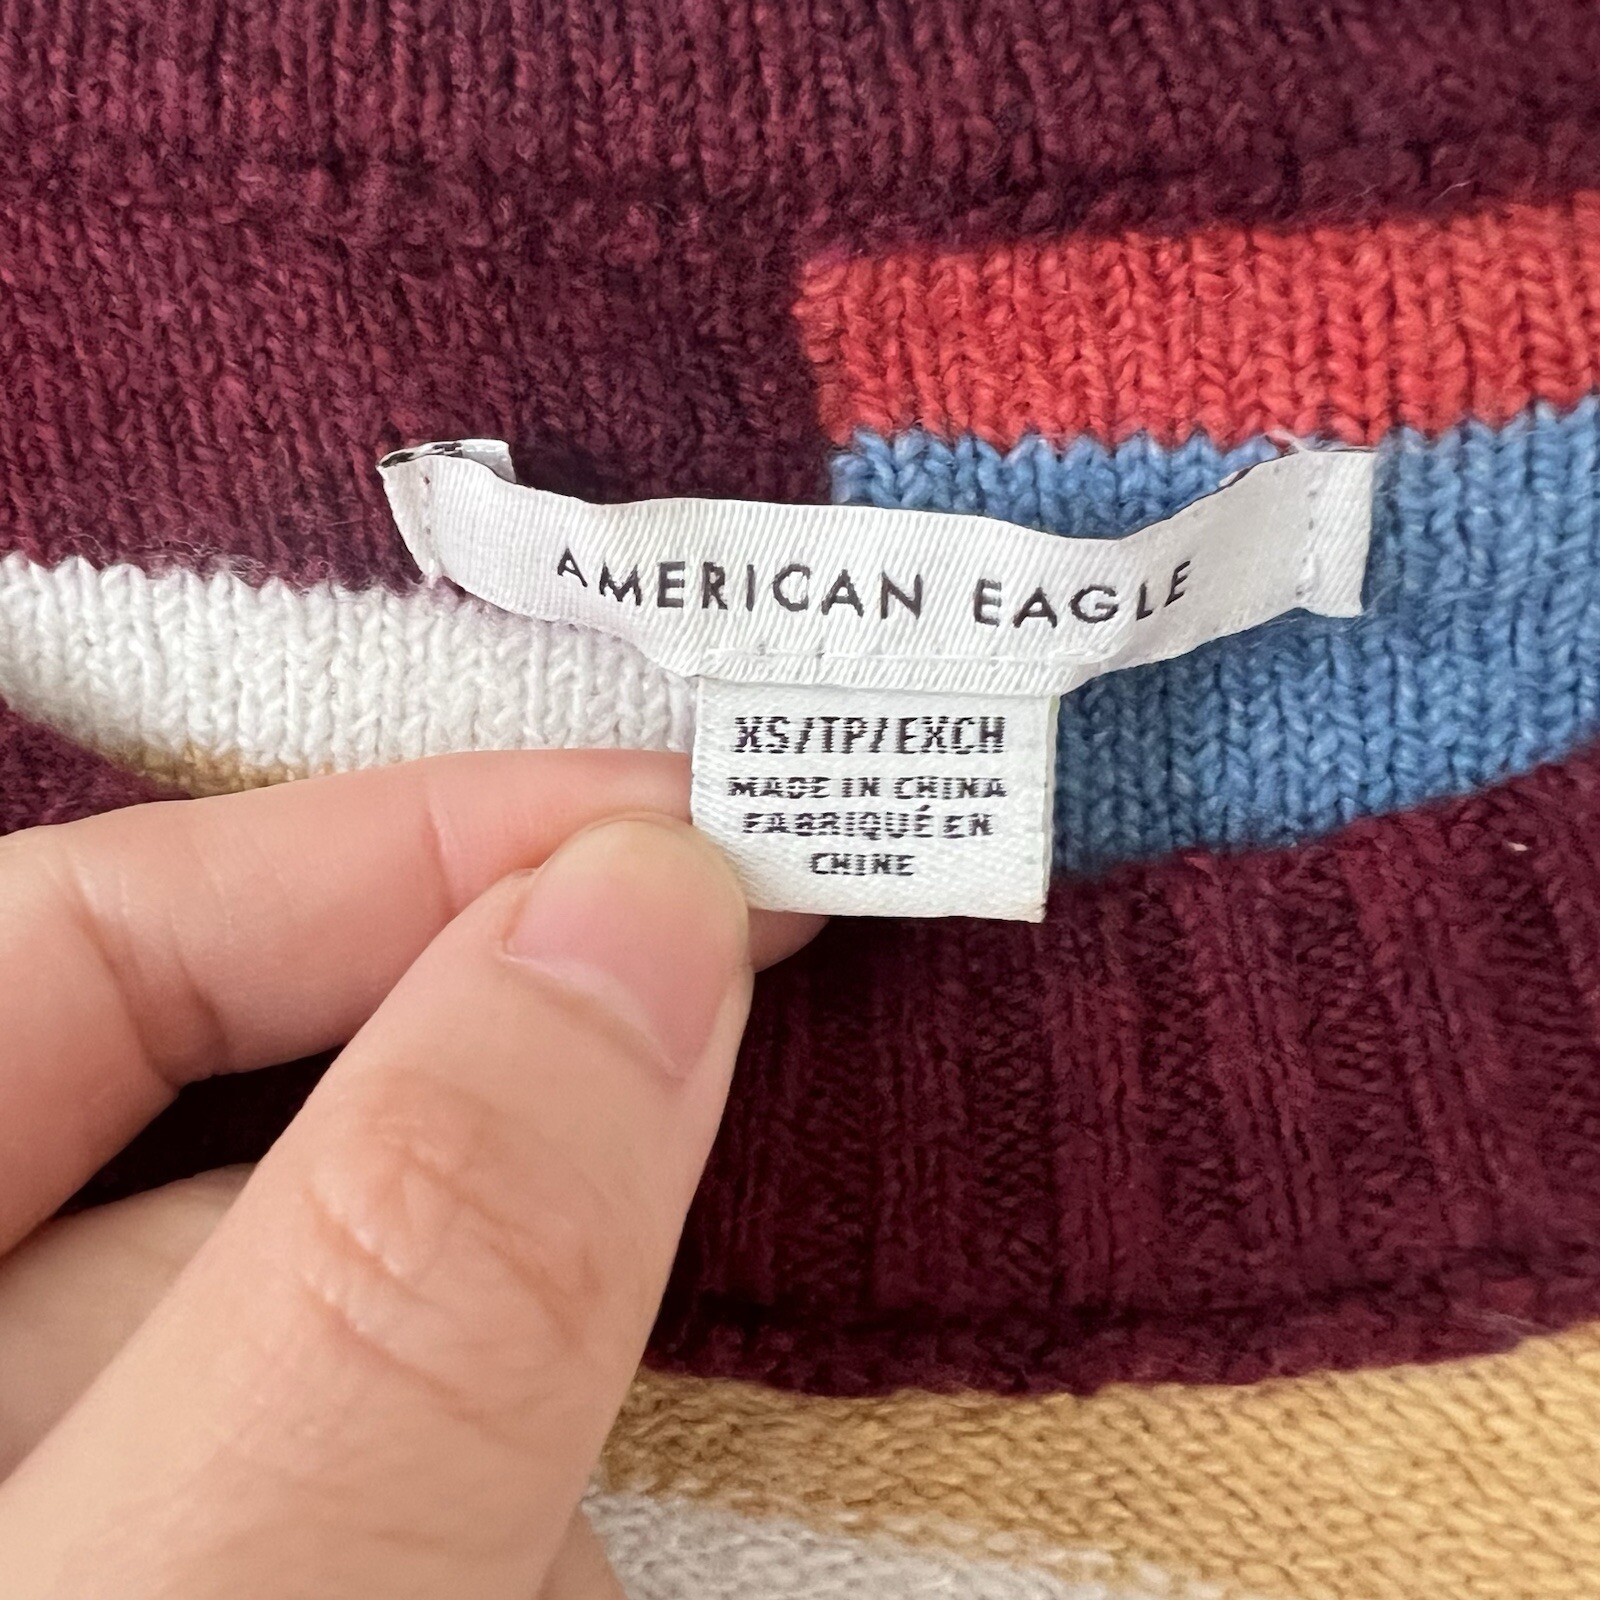 AMERICAN EAGLE
XS/TP/EXCH
MADE IN CHINA
FABRIQUÉ EN
CHINE